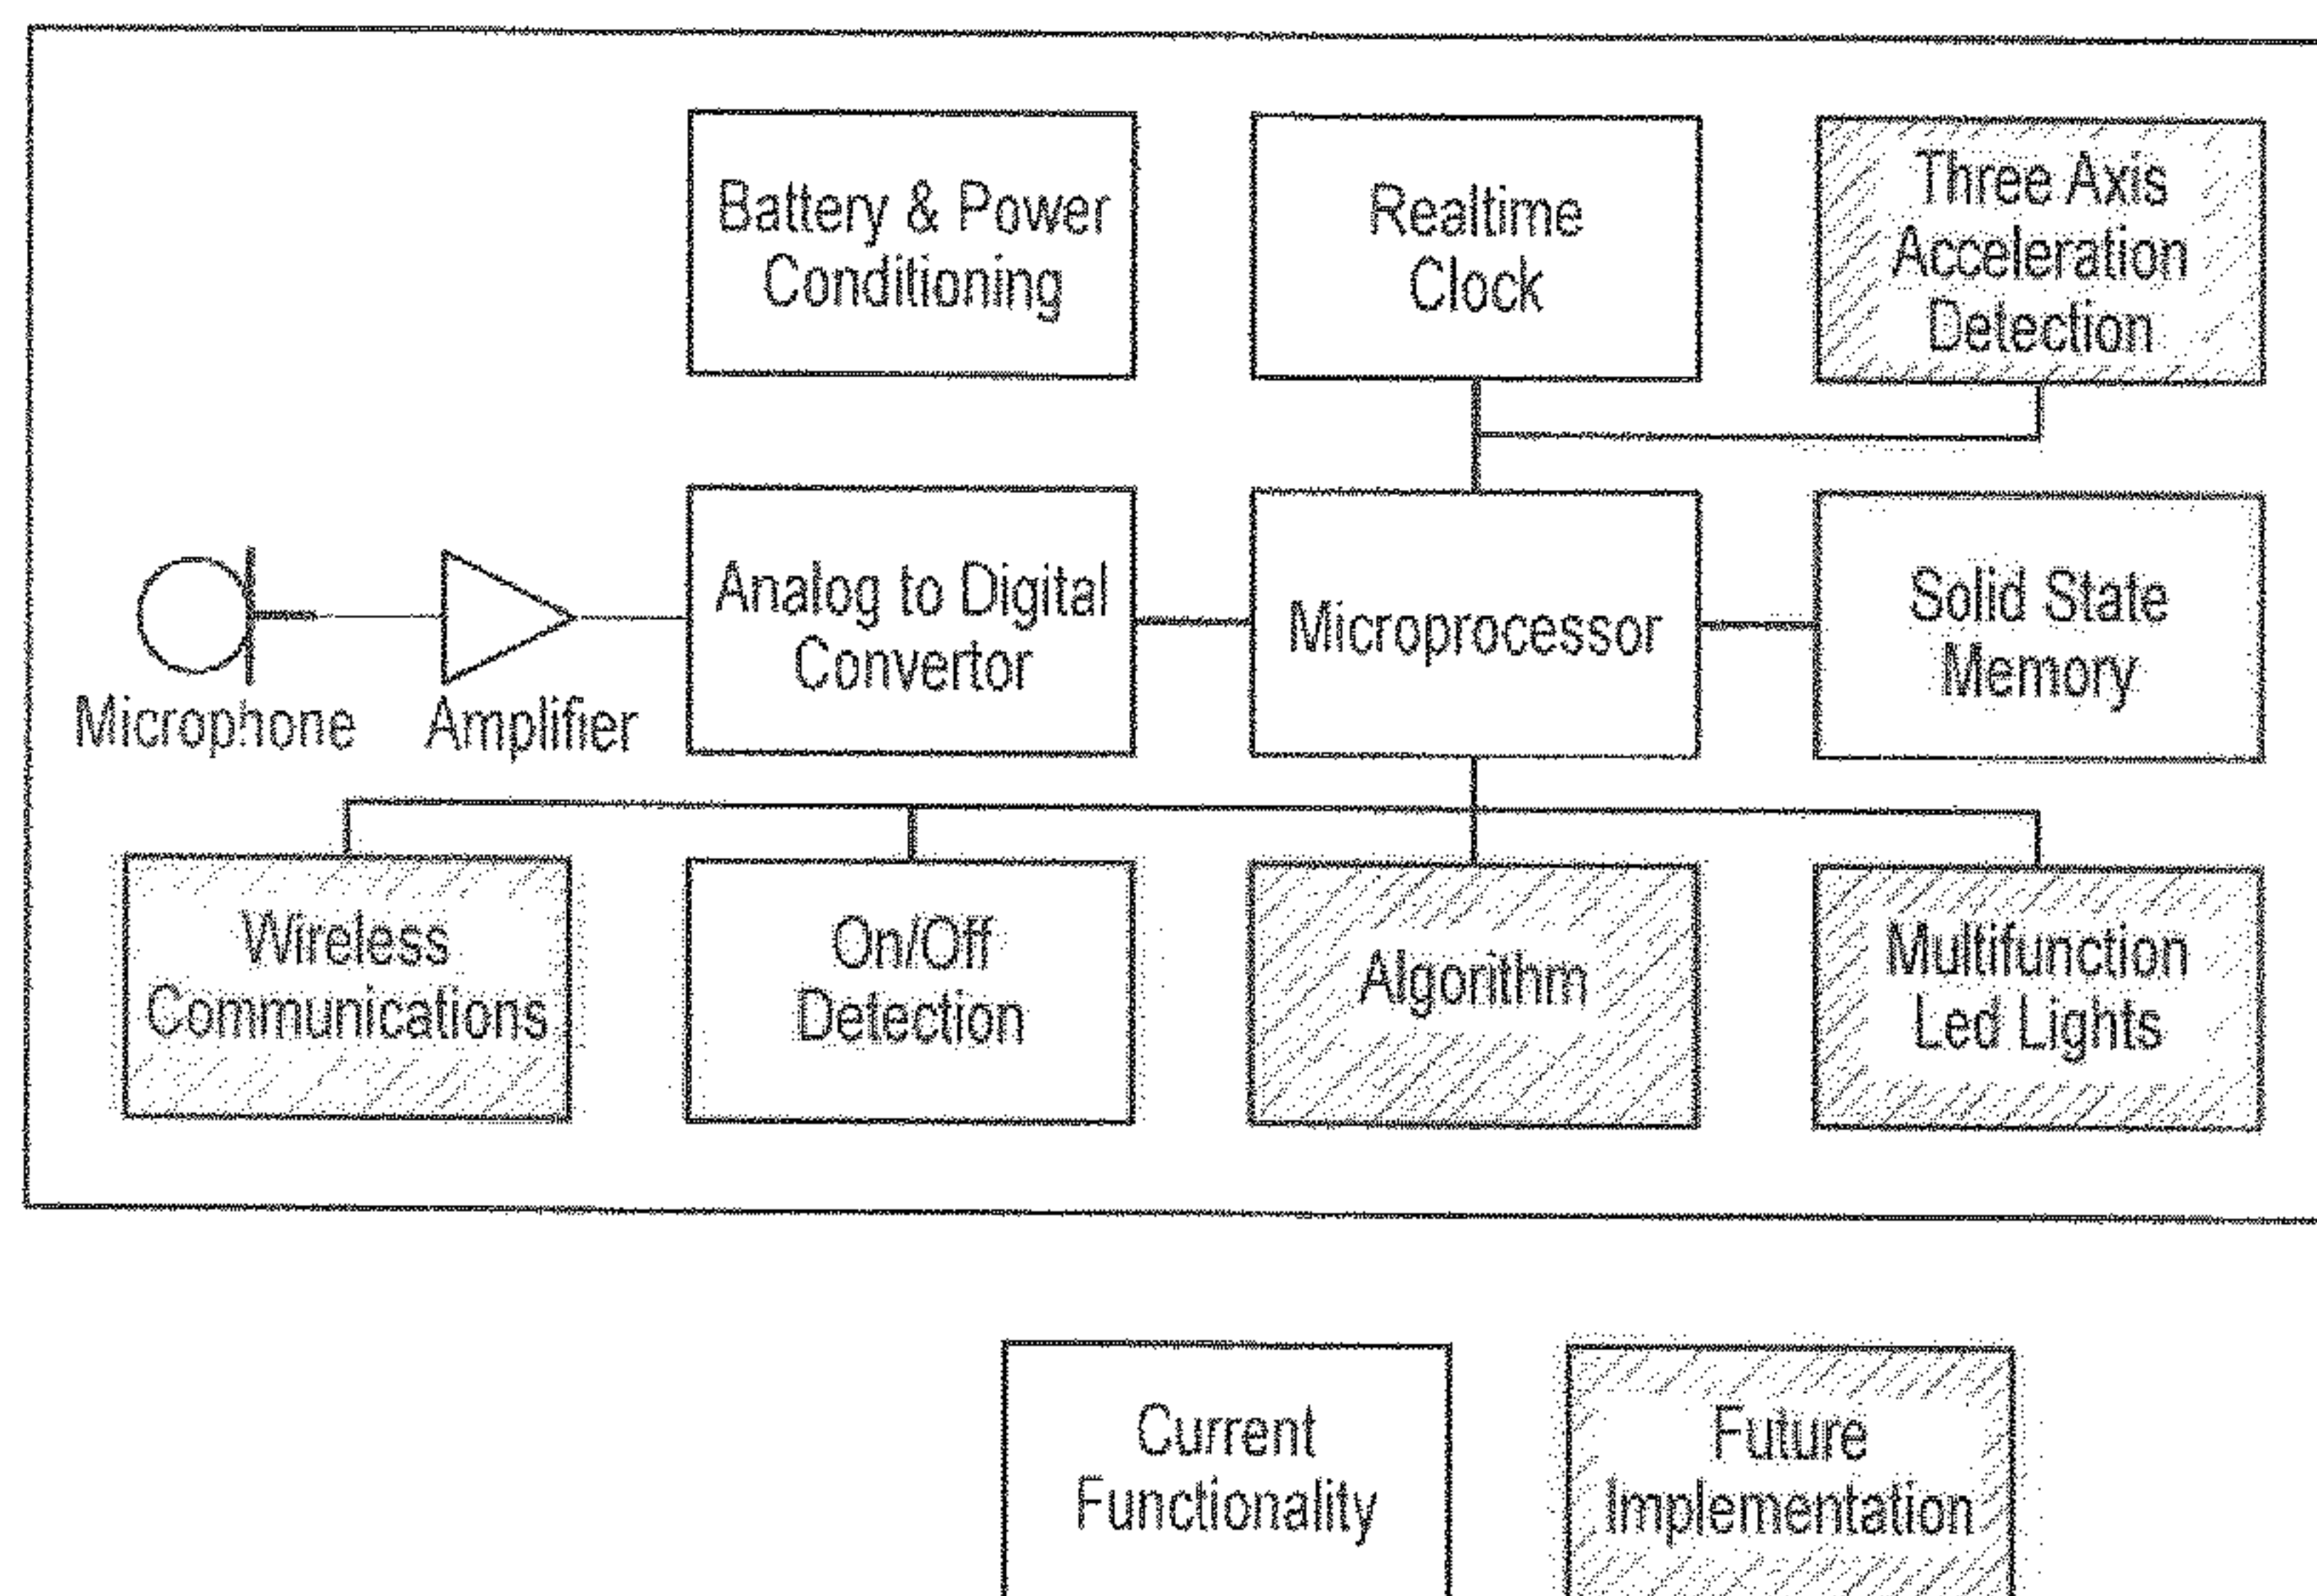 Battery & Power
Conditioning
Realtime
Clock
Three Axis
Acceleration
Detection
Microphone
Amplifier
Analog to Digital
Convertor
Microprocessor
Solid State
Memory
Wireless
Communications
On/Off
Detection
Algorithm
Multifunction
Led Lights
Current
Functionality
Future
Implementation